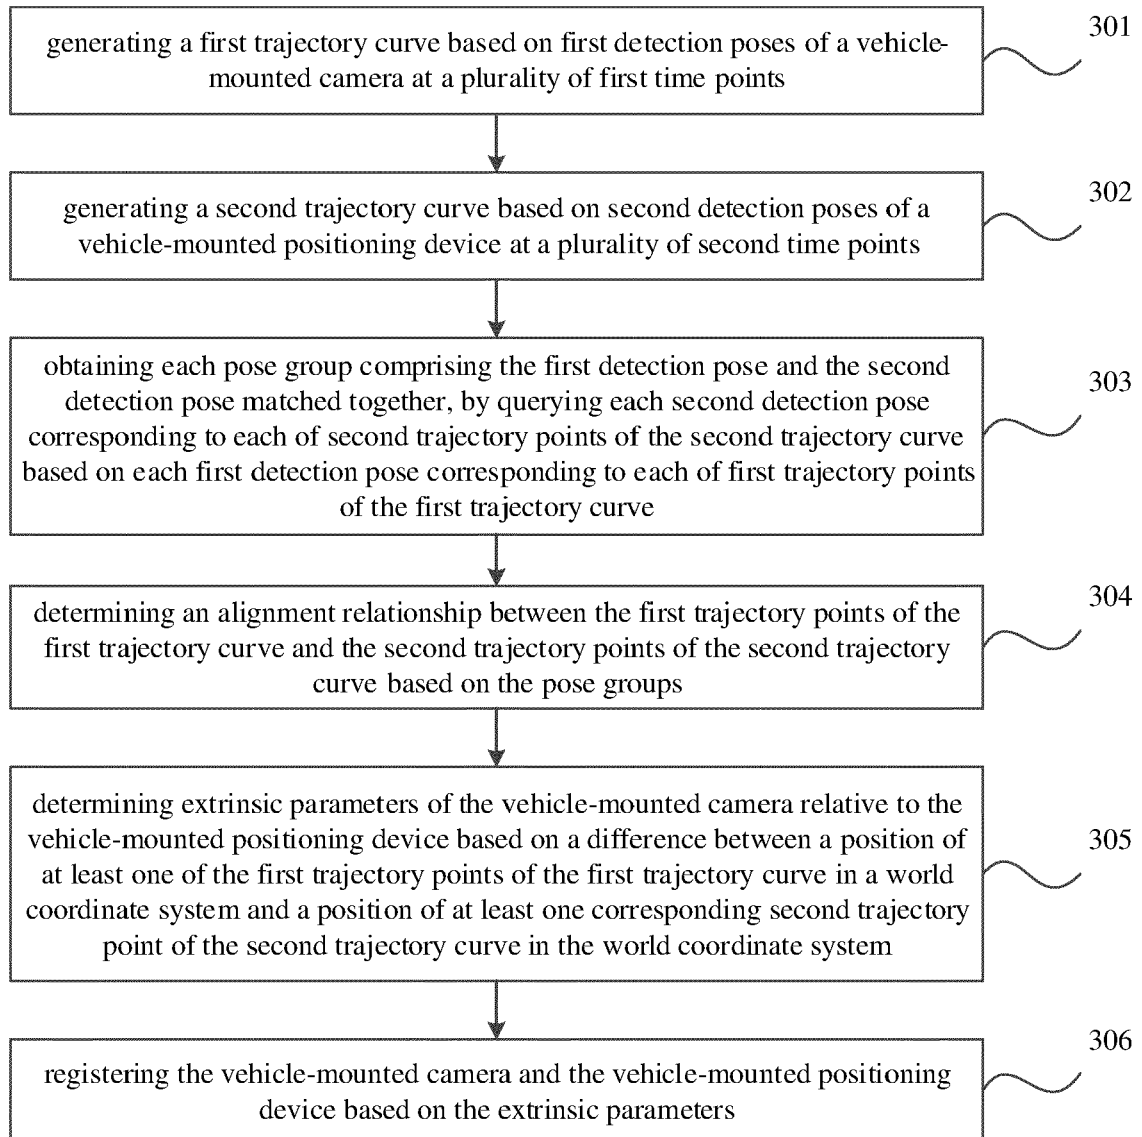 generating a first trajectory curve based on first detection poses of a vehicle-
mounted camera at a plurality of first time points
301
generating a second trajectory curve based on second detection poses of a
vehicle-mounted positioning device at a plurality of second time points
302
obtaining each pose group comprising the first detection pose and the second
detection pose matched together, by querying each second detection pose
corresponding to each of second trajectory points of the second trajectory curve
based on each first detection pose corresponding to each of first trajectory points
of the first trajectory curve
303
determining an alignment relationship between the first trajectory points of the
first trajectory curve and the second trajectory points of the second trajectory
curve based on the pose groups
304
determining extrinsic parameters of the vehicle-mounted camera relative to the
vehicle-mounted positioning device based on a difference between a position of
at least one of the first trajectory points of the first trajectory curve in a world
coordinate system and a position of at least one corresponding second trajectory
point of the second trajectory curve in the world coordinate system
305
registering the vehicle-mounted camera and the vehicle-mounted positioning
device based on the extrinsic parameters
306